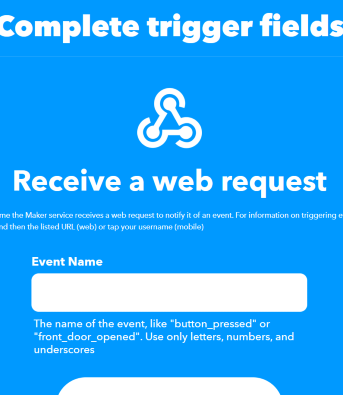 Complete trigger fields
Receive a web request
me the Maker service receives a web request to notify it of an event. For information on triggering e
nd then the listed URL (web) or tap your username (mobile)
Event Name
The name of the event, like "button_pressed" or
"front_door_opened". Use only letters, numbers, and
underscores